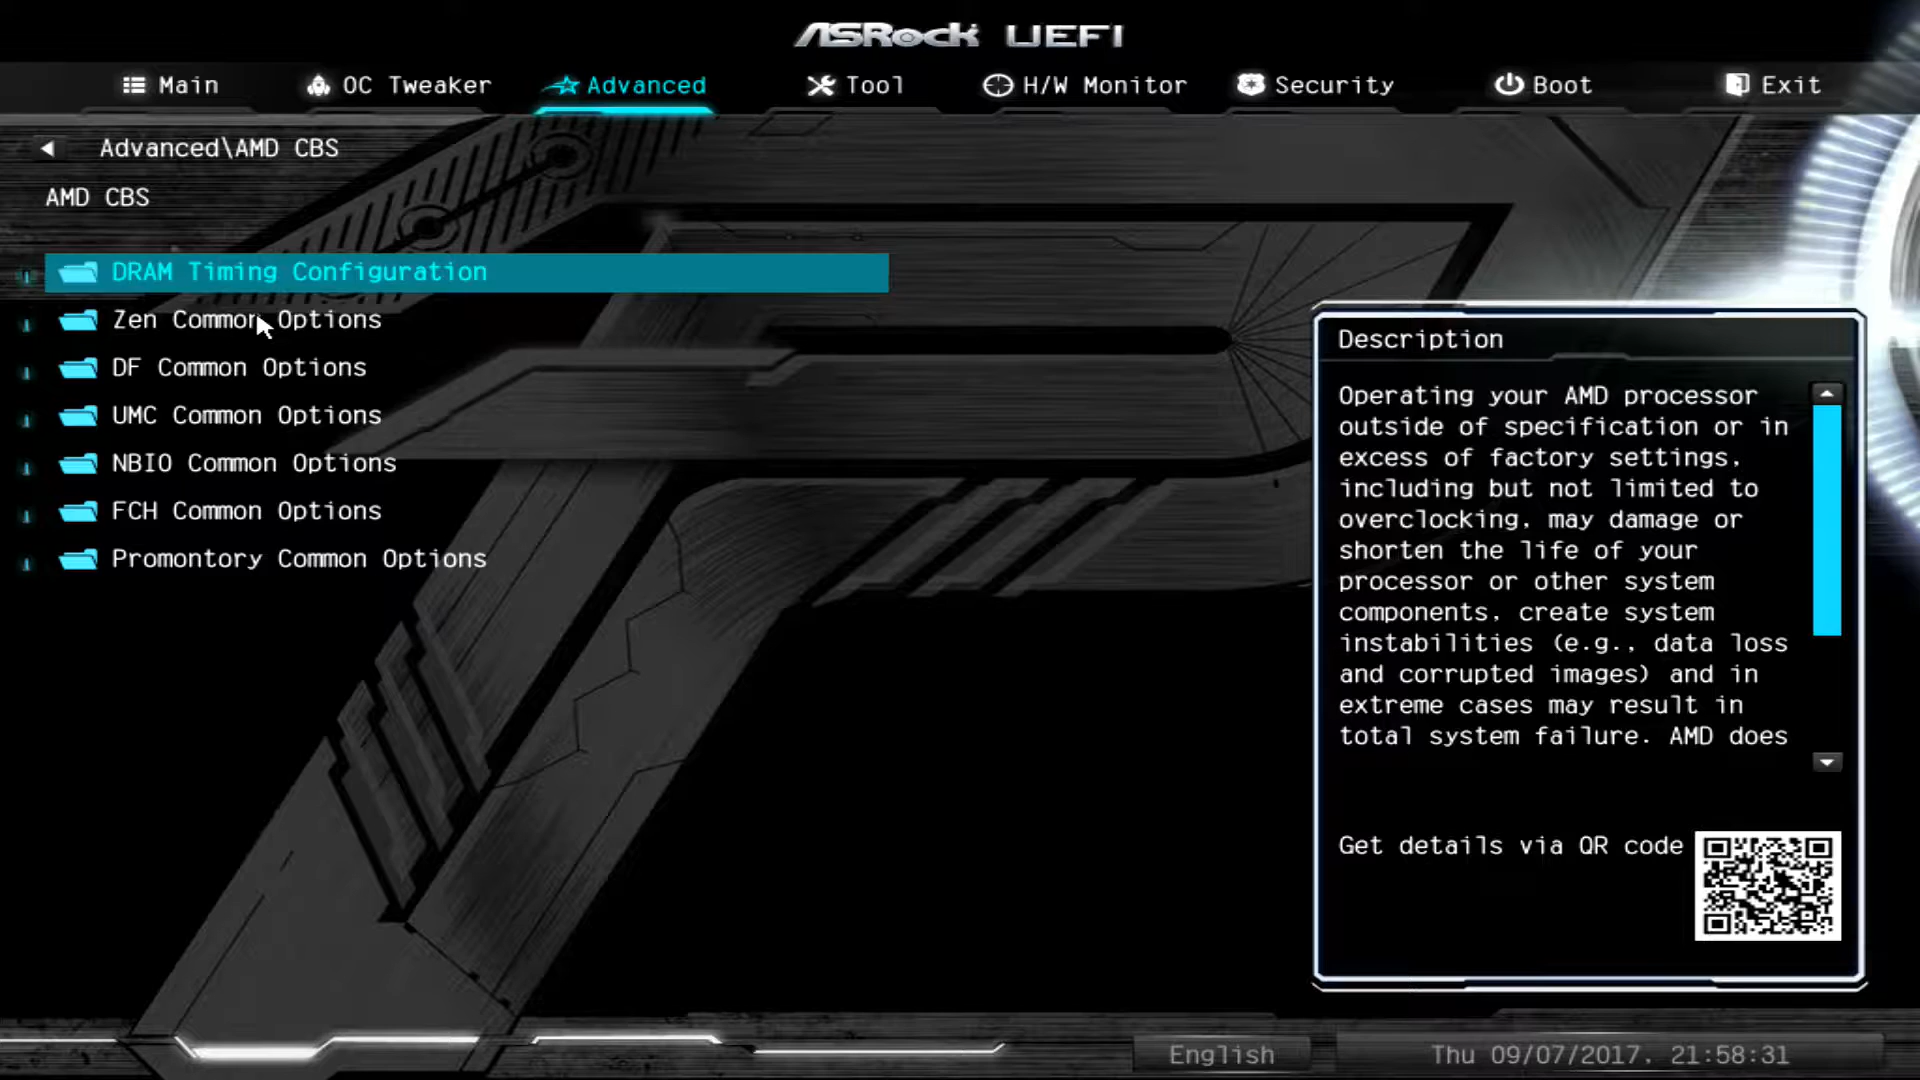 ASRock UEFI
Main
OC Tweaker
Advanced
Tool
H/W Monitor
Security
Boot
Exit
Advanced\AMD CBS
AMD CBS
DRAM Timing Configuration
Zen Common Options
DF Common Options
UMC Common Options
NBIO Common Options
FCH Common Options
Promontory Common Options
Description
Operating your AMD processor
outside of specification or in
excess of factory settings,
including but not limited to
overclocking, may damage or
shorten the life of your
processor or other system
components, create system
instabilities (e.g., data loss
and corrupted images) and in
extreme cases may result in
total system failure. AMD does
Get details via QR code
English
Thu 09/07/2017, 21:58:31